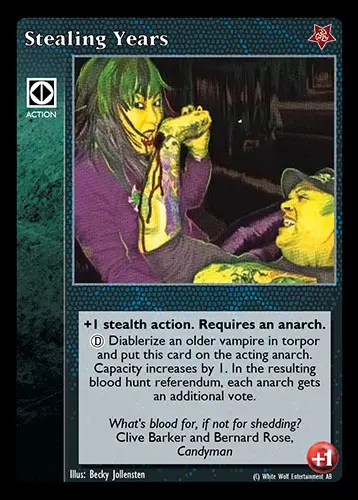 Stealing Years
ACTION
+1 stealth action. Requires an anarch.
Ⓓ Diablerize an older vampire in torpor
and put this card on the acting anarch.
Capacity increases by 1. In the resulting
blood hunt referendum, each anarch gets
an additional vote.
What's blood for, if not for shedding?
Clive Barker and Bernard Rose,
Candyman
+1
Illus: Becky Jollensten
(C) White Wolf Entertainment AB